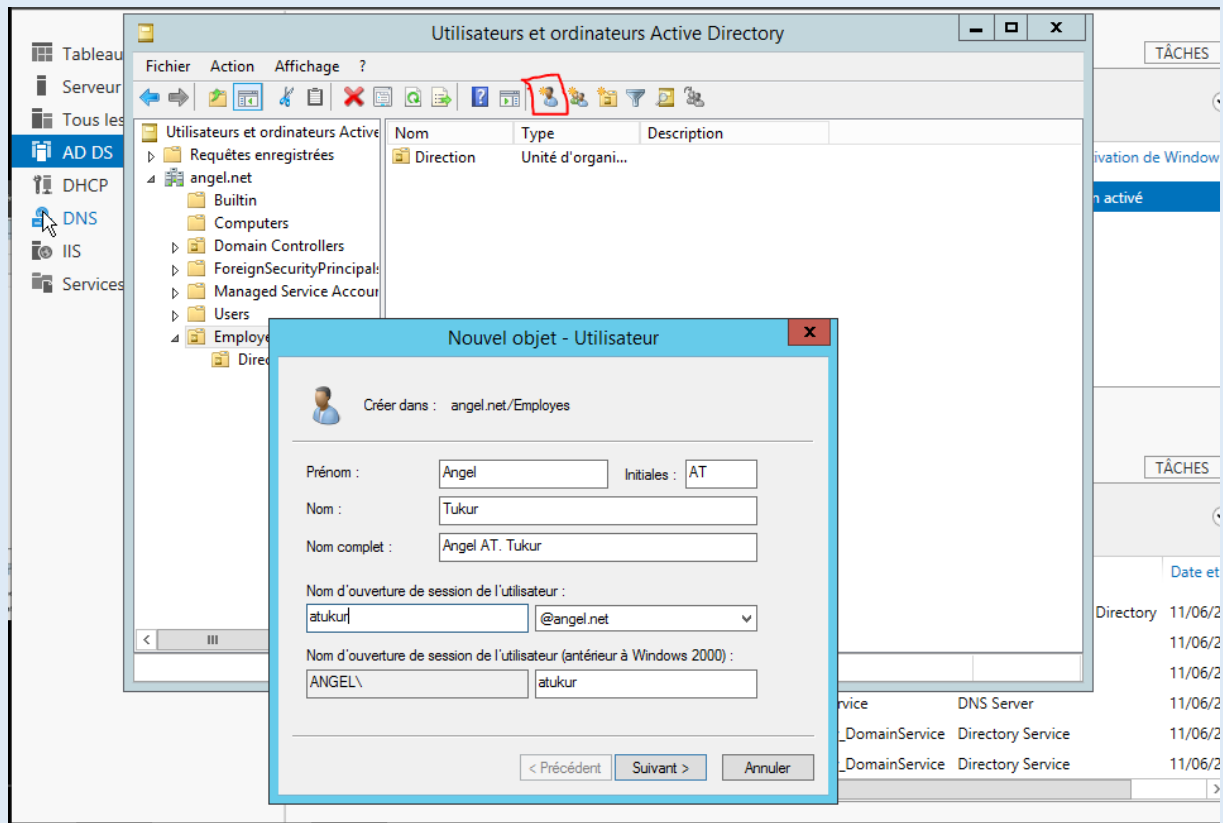 Utilisateurs et ordinateurs Active Directory
x
Tableau
TÂCHES
Fichier Action Affichage ?
Serveur
Tous les
Utilisateurs et ordinateurs Active
Nom Type Description
AD DS
Requêtes enregistrées
Direction Unité d'organi...
ivation de Window
DHCP
angel.net
n activé
DNS
Builtin
Computers
IIS
Domain Controllers
ForeignSecurityPrincipal
Services
Managed Service Accour
Users
Employe
Nouvel objet - Utilisateur
x
Direc
Créer dans : angel.net/Employes
Prénom : Angel Initiales : AT
TÂCHES
Nom : Tukur
Nom complet : Angel AT. Tukur
Date et
Nom d'ouverture de session de l'utilisateur :
atukur @angel.net
Directory 11/06/2
11/06/2
Nom d'ouverture de session de l'utilisateur (antérieur à Windows 2000) :
11/06/2
ANGEL\ atukur
rvice DNS Server 11/06/2
_DomainService Directory Service 11/06/2
< Précédent Suivant > Annuler
_DomainService Directory Service 11/06/2